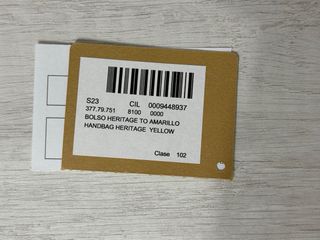 S23 CIL 0009448937
377.79.751 8100 0000
BOLSO HERITAGE TO AMARILLO
HANDBAG HERITAGE YELLOW
Clase 102